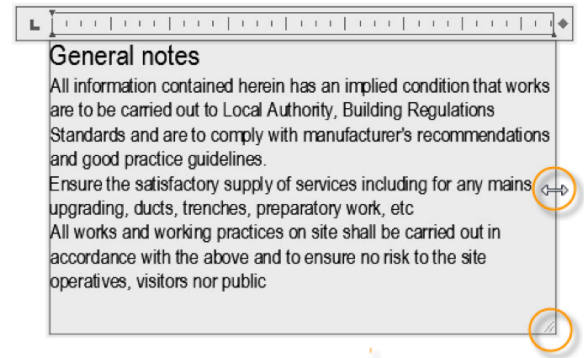 General notes
All information contained herein has an implied condition that works
are to be carried out to Local Authority, Building Regulations
Standards and are to comply with manufacturer's recommendations
and good practice guidelines.
Ensure the satisfactory supply of services including for any mains
upgrading, ducts, trenches, preparatory work, etc
All works and working practices on site shall be carried out in
accordance with the above and to ensure no risk to the site
operatives, visitors nor public